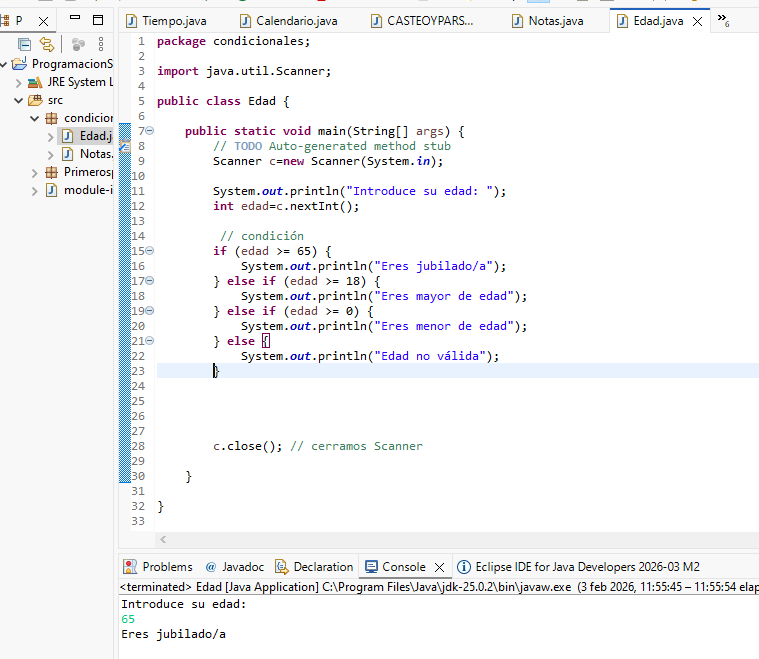 P
Tiempo.java
Calendario.java
CASTEOYPARS...
Notas.java
Edad.java
»6
ProgramacionS
JRE System L
src
condicion
Edad.j
Notas.
Primerosp
module-i
1 package condicionales;
2
3 import java.util.Scanner;
4
5 public class Edad {
6
7 public static void main(String[] args) {
8 // TODO Auto-generated method stub
9 Scanner c=new Scanner(System.in);
10
11 System.out.println("Introduce su edad: ");
12 int edad=c.nextInt();
13
14 // condición
15 if (edad >= 65) {
16 System.out.println("Eres jubilado/a");
17 } else if (edad >= 18) {
18 System.out.println("Eres mayor de edad");
19 } else if (edad >= 0) {
20 System.out.println("Eres menor de edad");
21 } else {
22 System.out.println("Edad no válida");
23 }
24
25
26
27
28 c.close(); // cerramos Scanner
29
30 }
31
32 }
33
Problems @ Javadoc Declaration Console Eclipse IDE for Java Developers 2026-03 M2
<terminated> Edad [Java Application] C:\Program Files\Java\jdk-25.0.2\bin\javaw.exe (3 feb 2026, 11:55:45 – 11:55:54 elap
Introduce su edad:
65
Eres jubilado/a